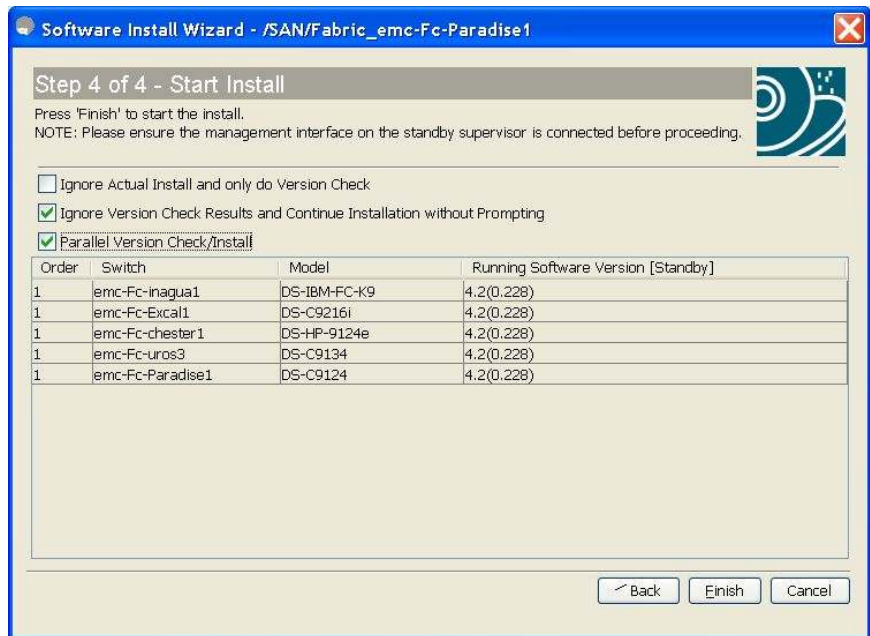 Software Install Wizard - /SAN/Fabric_emc-Fc-Paradise1
Step 4 of 4 - Start Install
Press 'Finish' to start the install.
NOTE: Please ensure the management interface on the standby supervisor is connected before proceeding.
Ignore Actual Install and only do Version Check
Ignore Version Check Results and Continue Installation without Prompting
Parallel Version Check/Install
Order Switch Model Running Software Version [Standby]
1 emc-Fc-inagua1 DS-IBM-FC-K9 4.2(0.228)
1 emc-Fc-Excal1 DS-C9216i 4.2(0.228)
1 emc-Fc-chester1 DS-HP-9124e 4.2(0.228)
1 emc-Fc-uros3 DS-C9134 4.2(0.228)
1 emc-Fc-Paradise1 DS-C9124 4.2(0.228)
Back Finish Cancel